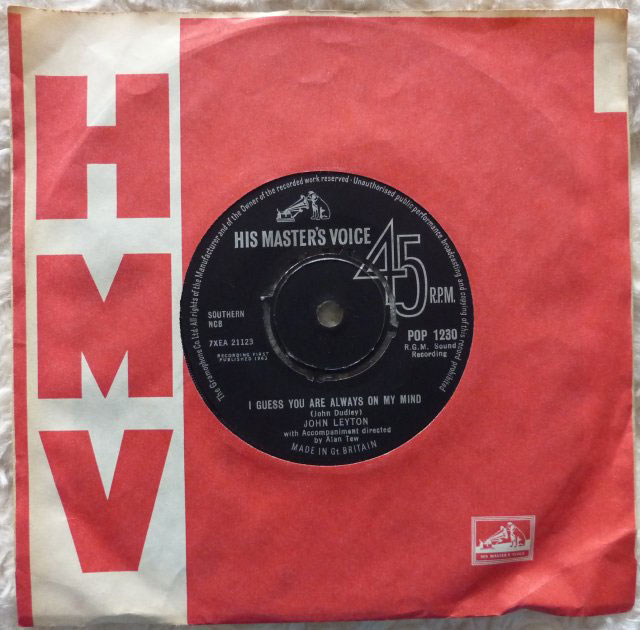 HMV
The Gramophone Co. Ltd. All rights of the Manufacturer and of the Owner of the recorded work reserved · Unauthorised public performance, broadcasting and copying of this record prohibited
HIS MASTER'S VOICE
45 R.P.M.
SOUTHERN
NCB
7XEA 21123
RECORDING FIRST
PUBLISHED 1962
POP 1230
R.G.M. Sound
Recording
I GUESS YOU ARE ALWAYS ON MY MIND
(John Dudley)
JOHN LEYTON
with Accompaniment directed
by Alan Tew
MADE IN Gt. BRITAIN
HIS MASTER'S VOICE